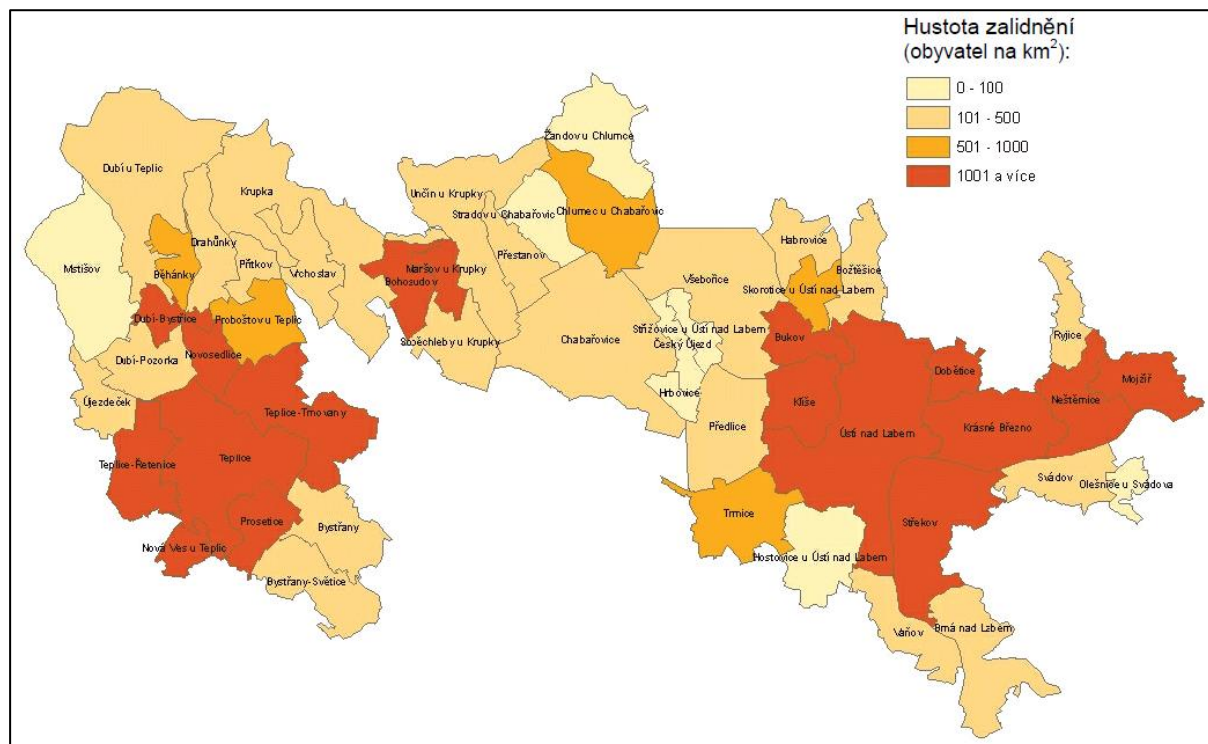 Hustota zalidnění
(obyvatel na km²):
0 - 100
101 - 500
501 - 1000
1001 a více
Žandov u Chlumce
Dubí u Teplic
Krupka
Unčín u Krupky
Stradov u Chabařovic
Chlumec u Chabařovic
Mstišov
Drahůnky
Přestanov
Habrovice
Běhánky
Přítkov
Vrchoslav
Maršov u Krupky
Bohosudov
Všebořice
Božtěšice
Skorotice u Ústí nad Labem
Dubí-Bystřice
Proboštov u Teplic
Střížovice u Ústí nad Labem
Ryjice
Novosedlice
Soběchleby u Krupky
Chabařovice
Český Újezd
Bukov
Dubí-Pozorka
Dobětice
Mojžíř
Újezdeček
Hrbovice
Klíše
Neštěmice
Teplice-Trnovany
Předlice
Ústí nad Labem
Krásné Březno
Teplice-Řetenice
Teplice
Svádov
Olešnice u Svádova
Trmice
Prosetice
Bystřany
Střekov
Nová Ves u Teplic
Hostovice u Ústí nad Labem
Bystřany-Světice
Vaňov
Brná nad Labem